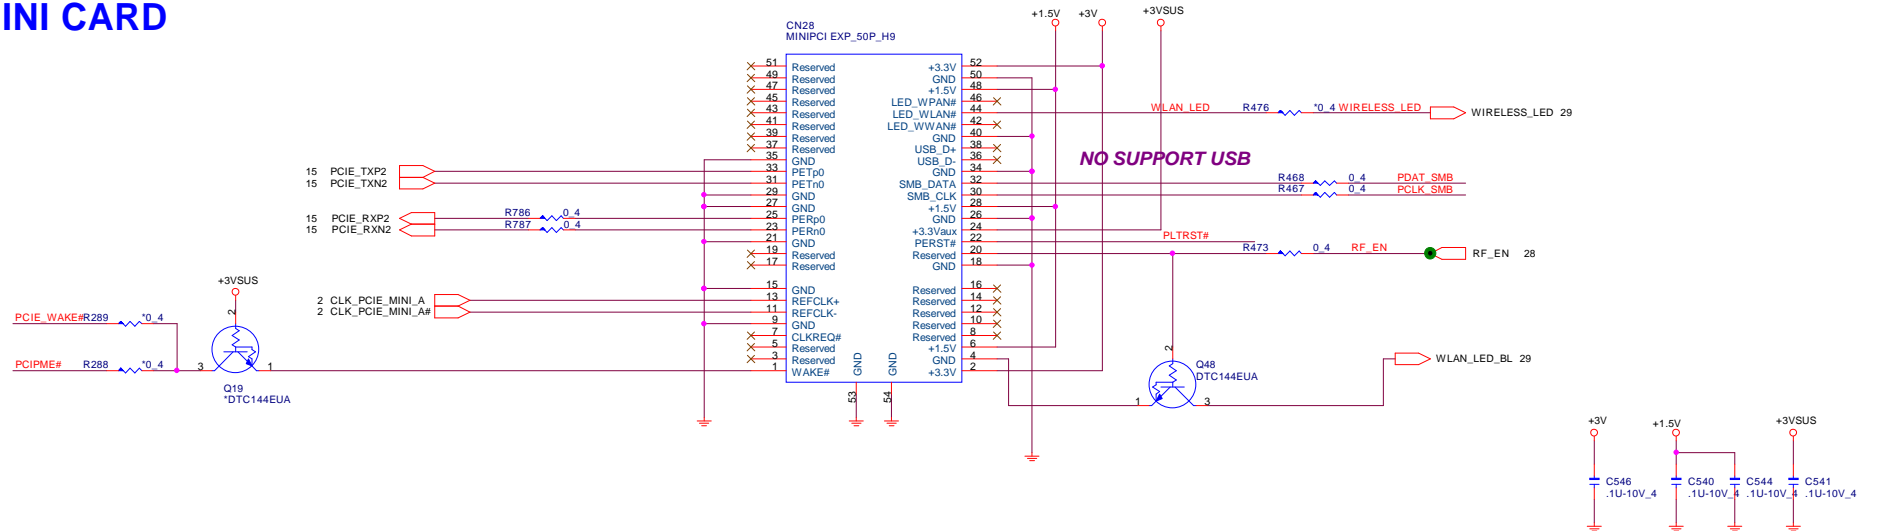 INI CARD
CN28
MINIPCI EXP_50P_H9
+1.5V
+3V
+3VSUS
51 Reserved +3.3V 52
49 Reserved GND 50
47 Reserved +1.5V 48
45 Reserved LED_WPAN# 46
43 Reserved LED_WLAN# 44 WLAN_LED R476 *0_4 WIRELESS_LED WIRELESS_LED 29
41 Reserved LED_WWAN# 42
39 Reserved GND 40
37 Reserved USB_D+ 38
35 GND USB_D- 36
NO SUPPORT USB
15 PCIE_TXP2 33 PETp0 GND 34
15 PCIE_TXN2 31 PETn0 SMB_DATA 32 R468 0_4 PDAT_SMB
29 GND SMB_CLK 30 R467 0_4 PCLK_SMB
27 GND +1.5V 28
15 PCIE_RXP2 R786 0_4 25 PERp0 GND 26
15 PCIE_RXN2 R787 0_4 23 PERn0 +3.3Vaux 24
21 GND PERST# 22 PLTRST#
19 Reserved Reserved 20 R473 0_4 RF_EN RF_EN 28
17 Reserved GND 18
15 GND Reserved 16
2 CLK_PCIE_MINI_A 13 REFCLK+ Reserved 14
2 CLK_PCIE_MINI_A# 11 REFCLK- Reserved 12
9 GND Reserved 10
7 CLKREQ# Reserved 8
5 Reserved +1.5V 6
3 Reserved GND 4
1 WAKE# +3.3V 2
GND GND
53 54
+3VSUS
2
PCIE_WAKE# R289 *0_4
PCIPME# R288 *0_4 3 1
Q19
*DTC144EUA
2
Q48
DTC144EUA
1 3
WLAN_LED_BL 29
+3V
+1.5V
+3VSUS
C546 C540 C544 C541
.1U-10V_4 .1U-10V_4 .1U-10V_4 .1U-10V_4